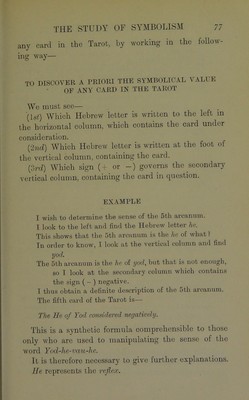 THE STUDY OF SYMBOLISM 77
any card in the Tarot, by working in the follow-
ing way—
TO DISCOVER A PRIORI THE SYMBOLICAL VALUE
OF ANY CARD IN THE TAROT
We must see—
(1st) Which Hebrew letter is written to the left in
the horizontal column, which contains the card under
consideration.
(2nd) Which Hebrew letter is written at the foot of
the vertical column, containing the card.
(3rd) Which sign (+ or −) governs the secondary
vertical column, containing the card in question.
EXAMPLE
I wish to determine the sense of the 5th arcanum.
I look to the left and find the Hebrew letter he.
This shows that the 5th arcanum is the he of what?
In order to know, I look at the vertical column and find
yod.
The 5th arcanum is the he of yod, but that is not enough,
so I look at the secondary column which contains
the sign (−) negative.
I thus obtain a definite description of the 5th arcanum.
The fifth card of the Tarot is—
The He of Yod considered negatively.
This is a synthetic formula comprehensible to those
only who are used to manipulating the sense of the
word Yod-he-vau-he.
It is therefore necessary to give further explanations.
He represents the reflex.